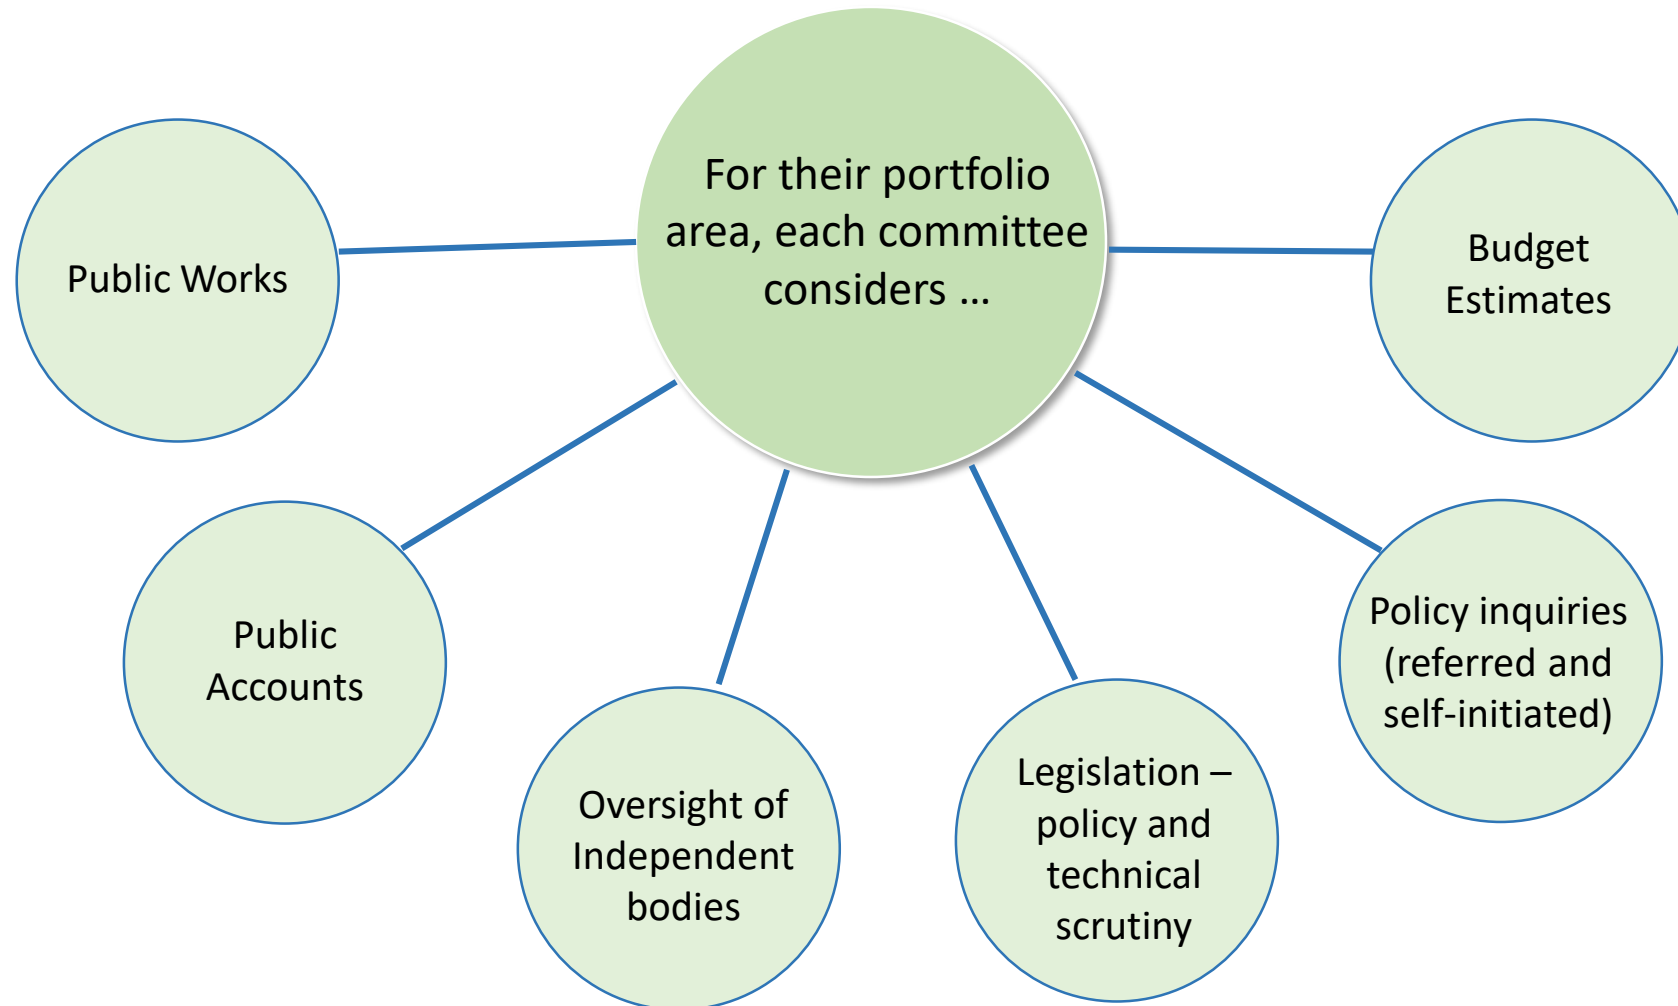 For their portfolio
area, each committee
considers ...
Public Works
Budget
Estimates
Public
Accounts
Policy inquiries
(referred and
self-initiated)
Oversight of
Independent
bodies
Legislation –
policy and
technical
scrutiny